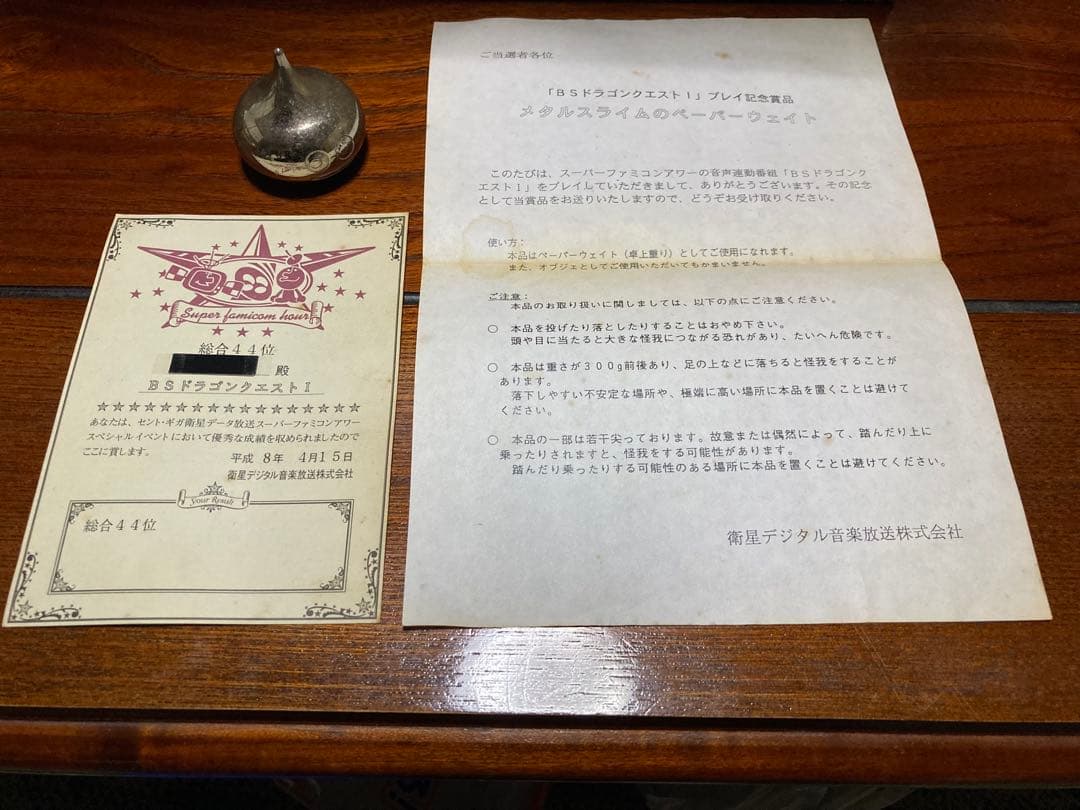 Super famicom hour
総合44位
殿
BSドラゴンクエストI
☆☆☆☆☆☆☆☆☆☆☆☆☆☆☆☆☆
あなたは、セント・ギガ衛星データ放送スーパーファミコンアワー
スペシャルイベントにおいて優秀な成績を収められましたので
ここに賞します。
平成 8年 4月15日
衛星デジタル音楽放送株式会社
Your Result
総合44位
ご当選者各位
「BSドラゴンクエストI」プレイ記念賞品
メタルスライムのペーパーウェイト
このたびは、スーパーファミコンアワーの音声連動番組「BSドラゴンク
エストI」をプレイしていただきまして、ありがとうございます。その記念
として当賞品をお送りいたしますので、どうぞお受け取りください。
使い方:
本品はペーパーウェイト(卓上重り)としてご使用になれます。
また、オブジェとしてご使用いただいてもかまいません。
ご注意:
本品のお取り扱いに関しましては、以下の点にご注意ください。
○ 本品を投げたり落としたりすることはおやめ下さい。
頭や目に当たると大きな怪我につながる恐れがあり、たいへん危険です。
○ 本品は重さが300g前後あり、足の上などに落ちると怪我をすることが
あります。
落下しやすい不安定な場所や、極端に高い場所に本品を置くことは避けて
ください。
○ 本品の一部は若干尖っております。故意または偶然によって、踏んだり上に
乗ったりされますと、怪我をする可能性があります。
踏んだり乗ったりする可能性のある場所に本品を置くことは避けてください。
衛星デジタル音楽放送株式会社